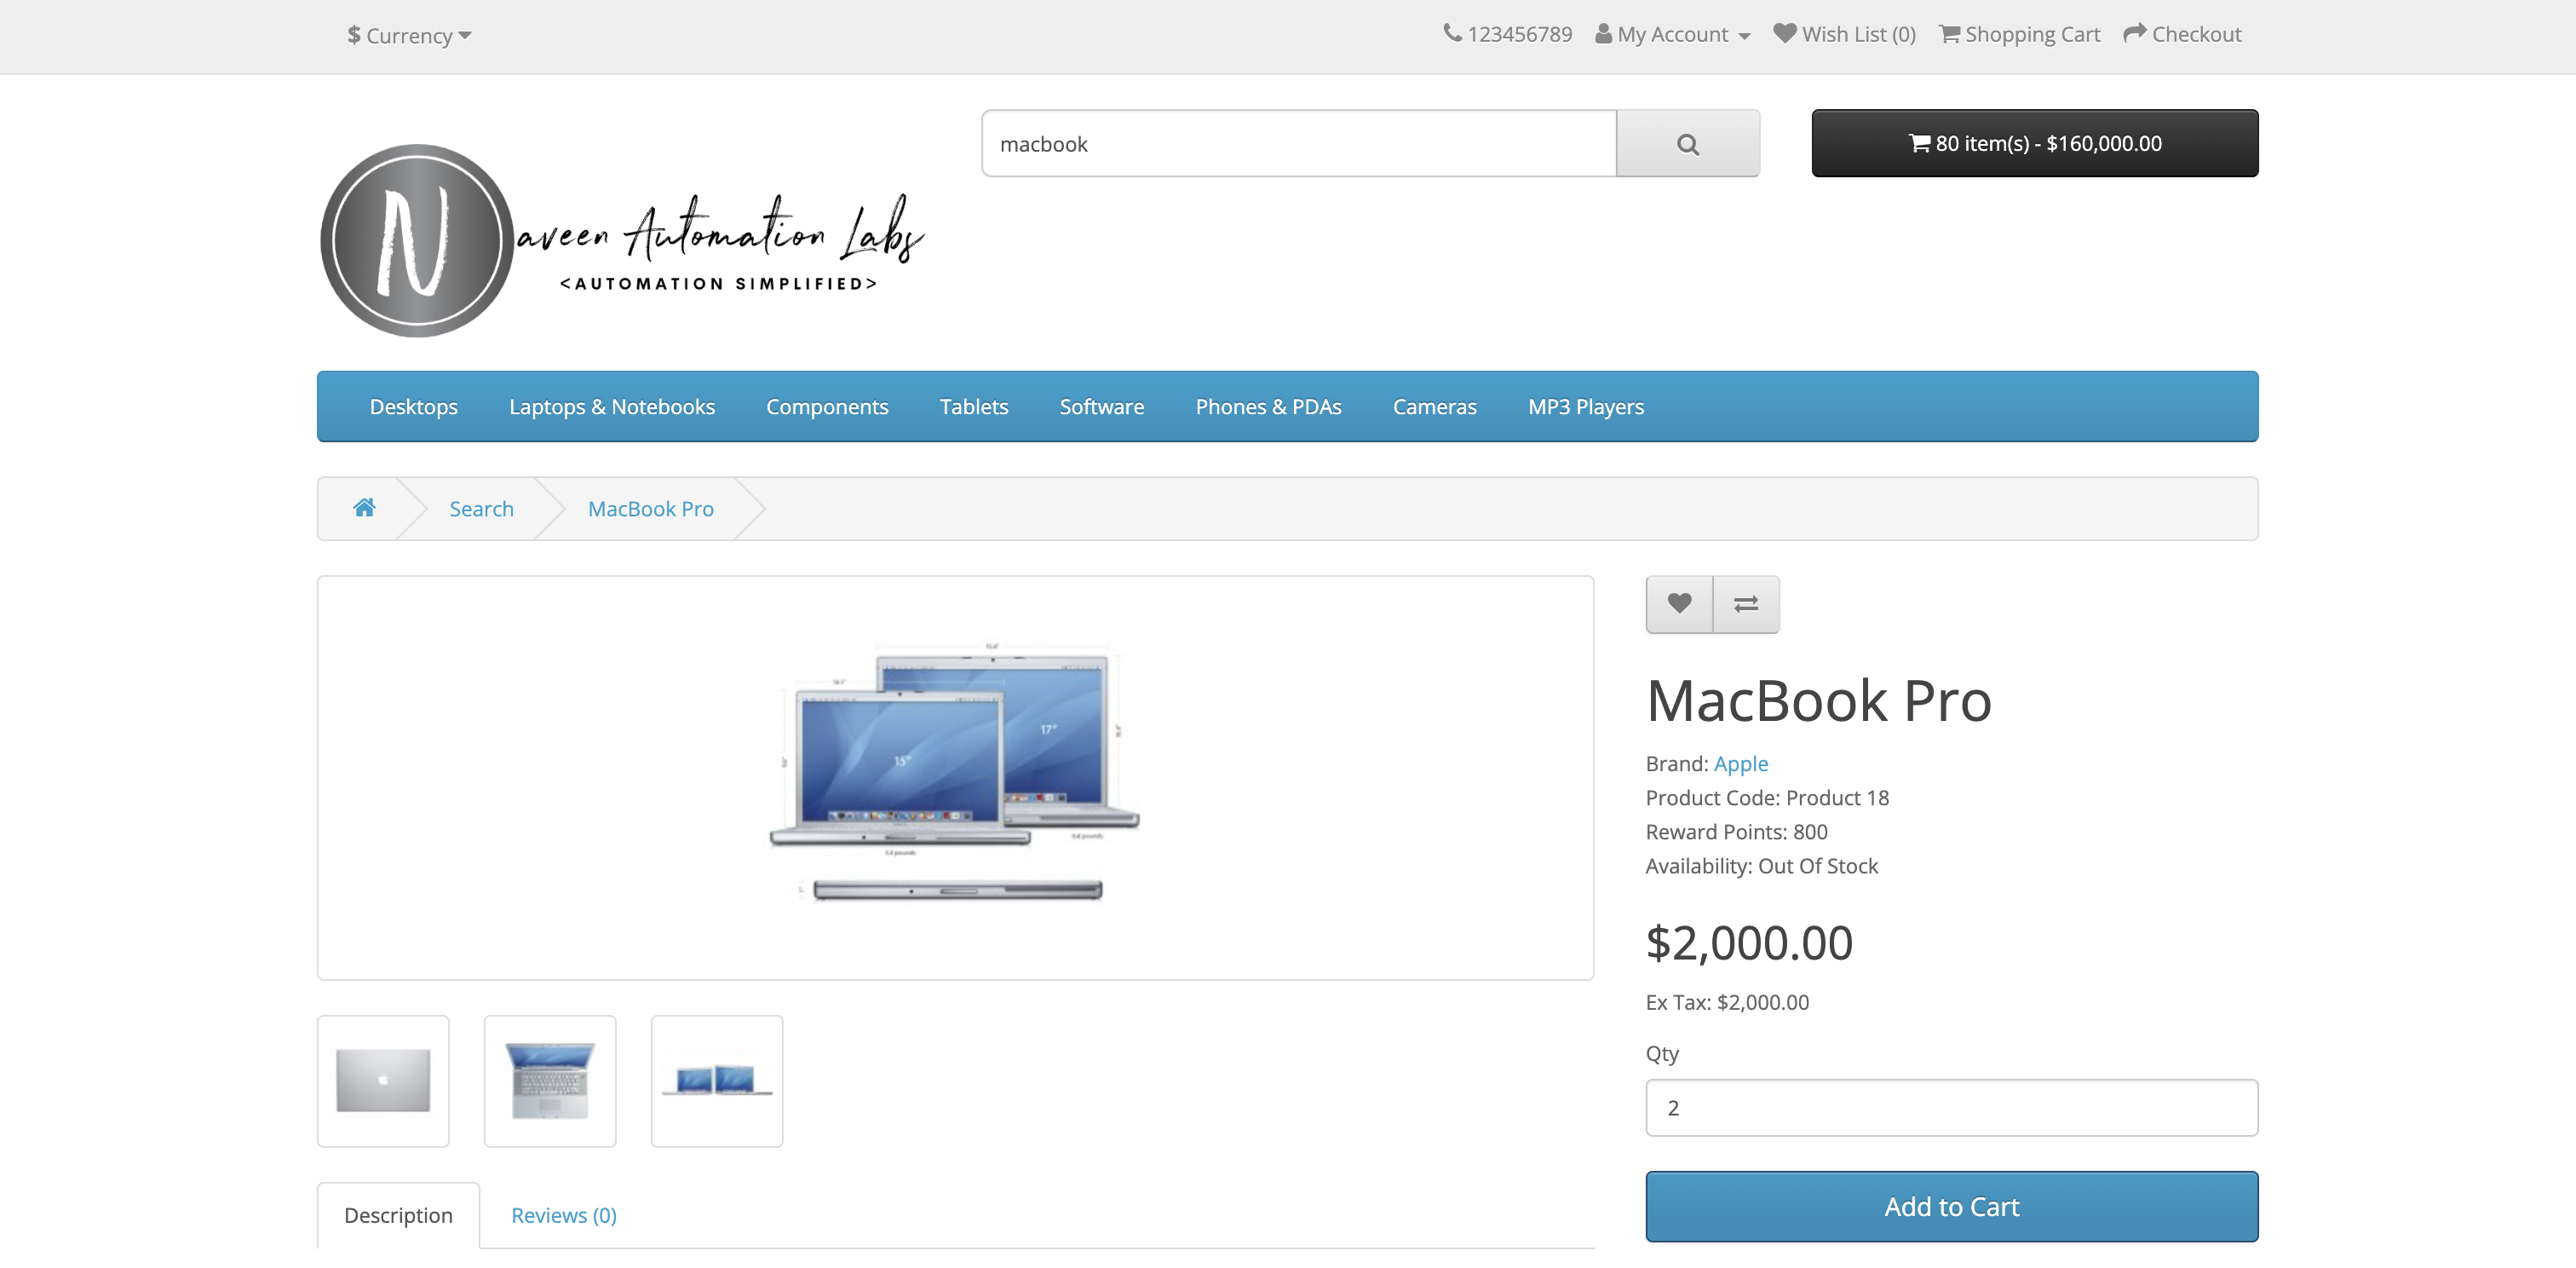 $ Currency
123456789 My Account Wish List (0) Shopping Cart Checkout
macbook
80 item(s) - $160,000.00
N
aveen Automation Labs
<AUTOMATION SIMPLIFIED>
Desktops Laptops & Notebooks Components Tablets Software Phones & PDAs Cameras MP3 Players
Search MacBook Pro
15"
17"
MacBook Pro
Brand: Apple
Product Code: Product 18
Reward Points: 800
Availability: Out Of Stock
$2,000.00
Ex Tax: $2,000.00
Qty
2
Add to Cart
Description Reviews (0)